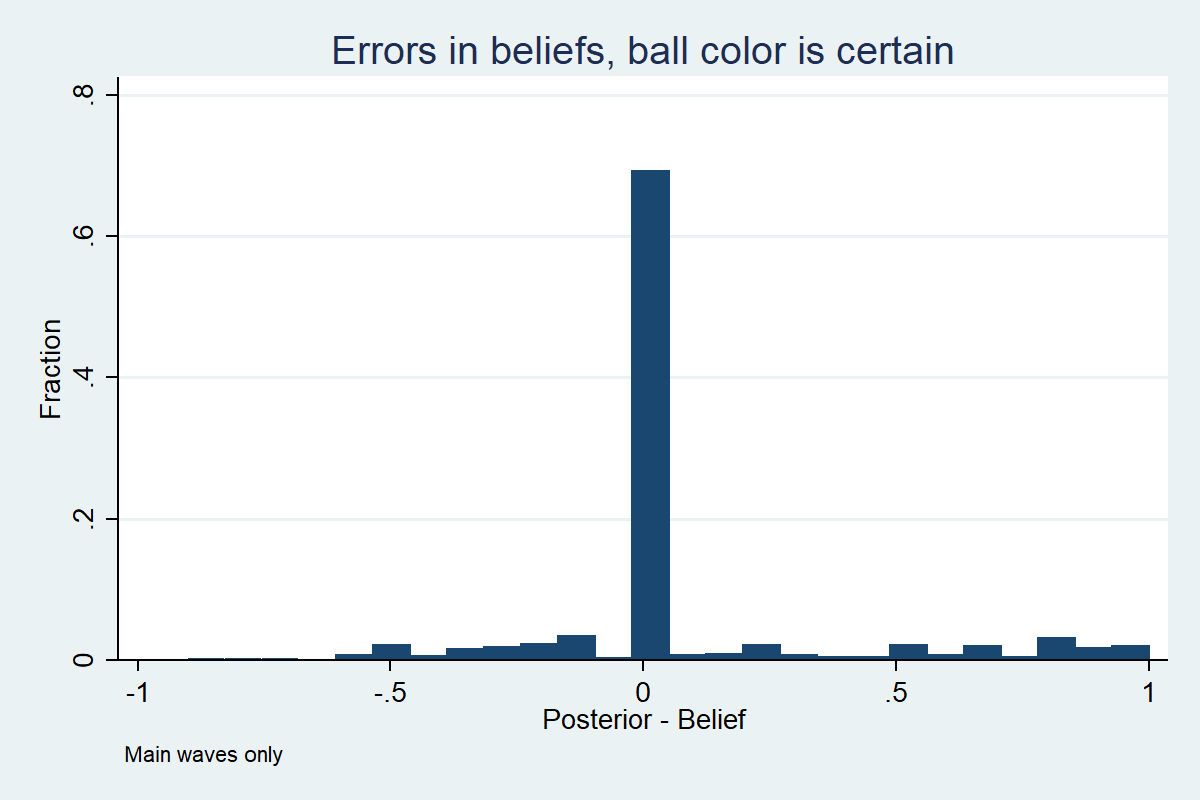 Errors in beliefs, ball color is certain
Fraction
.8
.6
.4
.2
0
-1 -.5 0 .5 1
Posterior - Belief
Main waves only